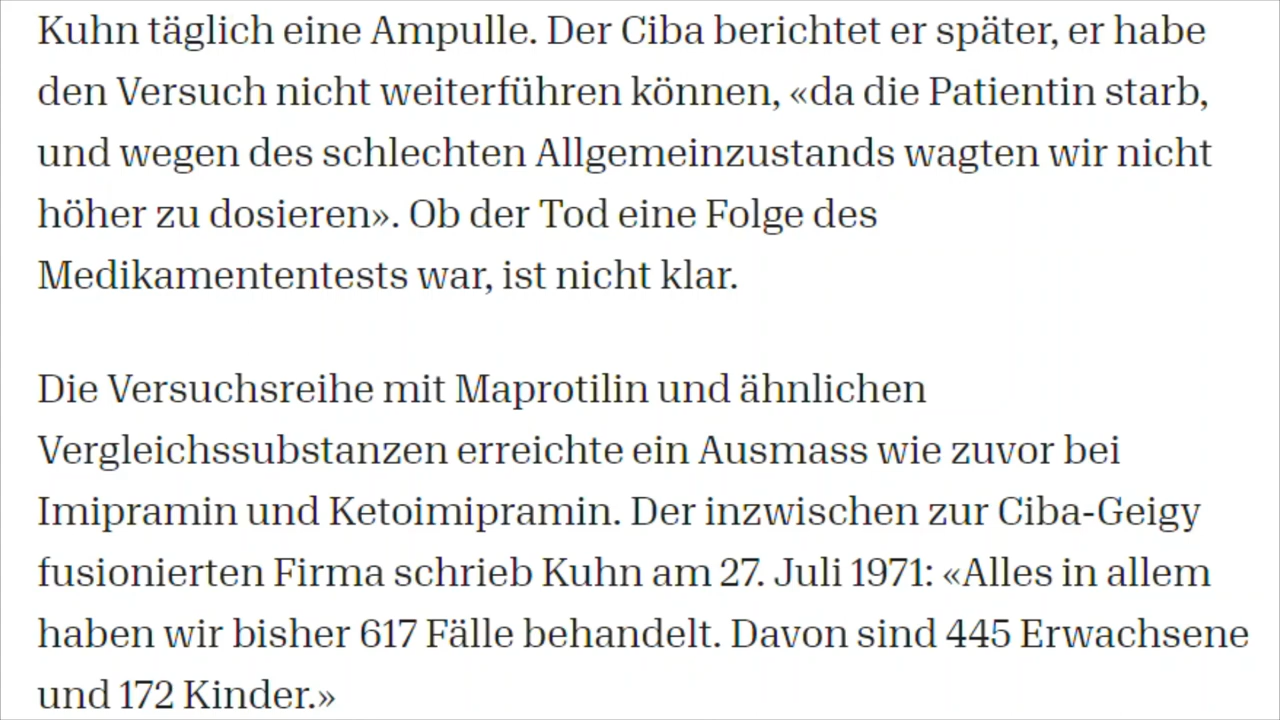 Kuhn täglich eine Ampulle. Der Ciba berichtet er später, er habe
den Versuch nicht weiterführen können, «da die Patientin starb,
und wegen des schlechten Allgemeinzustands wagten wir nicht
höher zu dosieren». Ob der Tod eine Folge des
Medikamententests war, ist nicht klar.
Die Versuchsreihe mit Maprotilin und ähnlichen
Vergleichssubstanzen erreichte ein Ausmass wie zuvor bei
Imipramin und Ketoimipramin. Der inzwischen zur Ciba-Geigy
fusionierten Firma schrieb Kuhn am 27. Juli 1971: «Alles in allem
haben wir bisher 617 Fälle behandelt. Davon sind 445 Erwachsene
und 172 Kinder.»